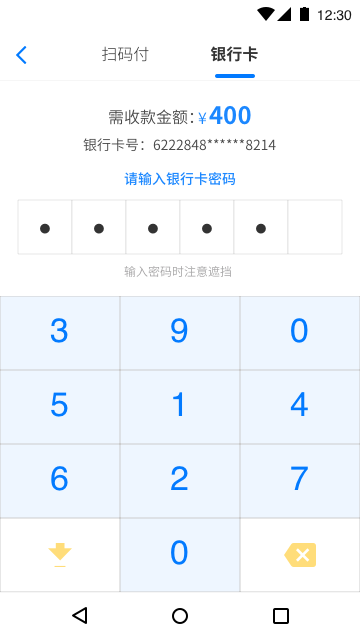 12:30
扫码付 银行卡
需收款金额：¥400
银行卡号：6222848******8214
请输入银行卡密码
输入密码时注意遮挡
3 9 0
5 1 4
6 2 7
0